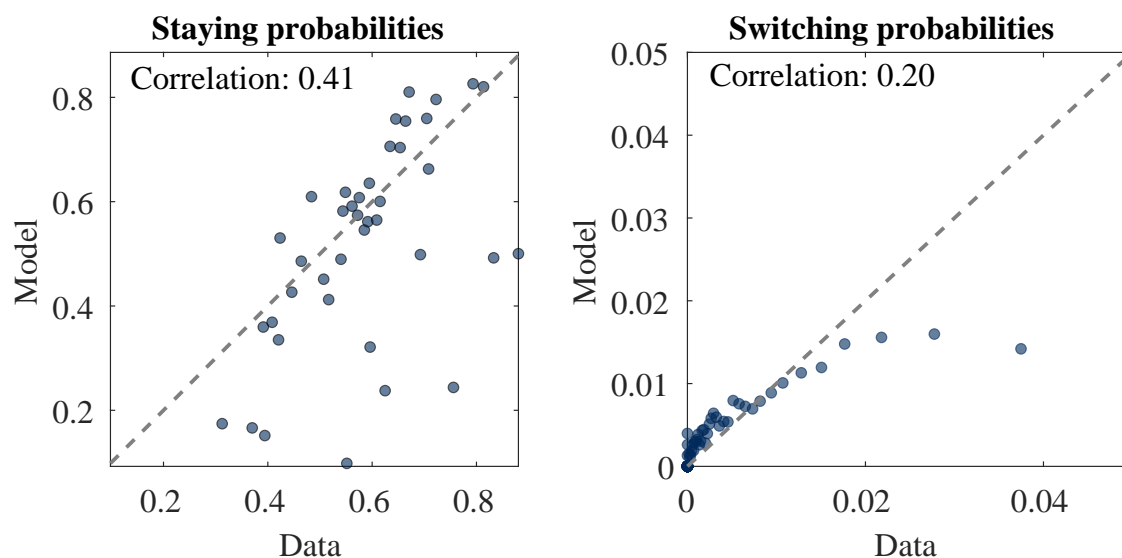 Staying probabilities
Correlation: 0.41
0.8
0.6
0.4
0.2
Model
0.2
0.4
0.6
0.8
Data
Switching probabilities
0.05
Correlation: 0.20
0.04
0.03
0.02
0.01
0
Model
0
0.02
0.04
Data